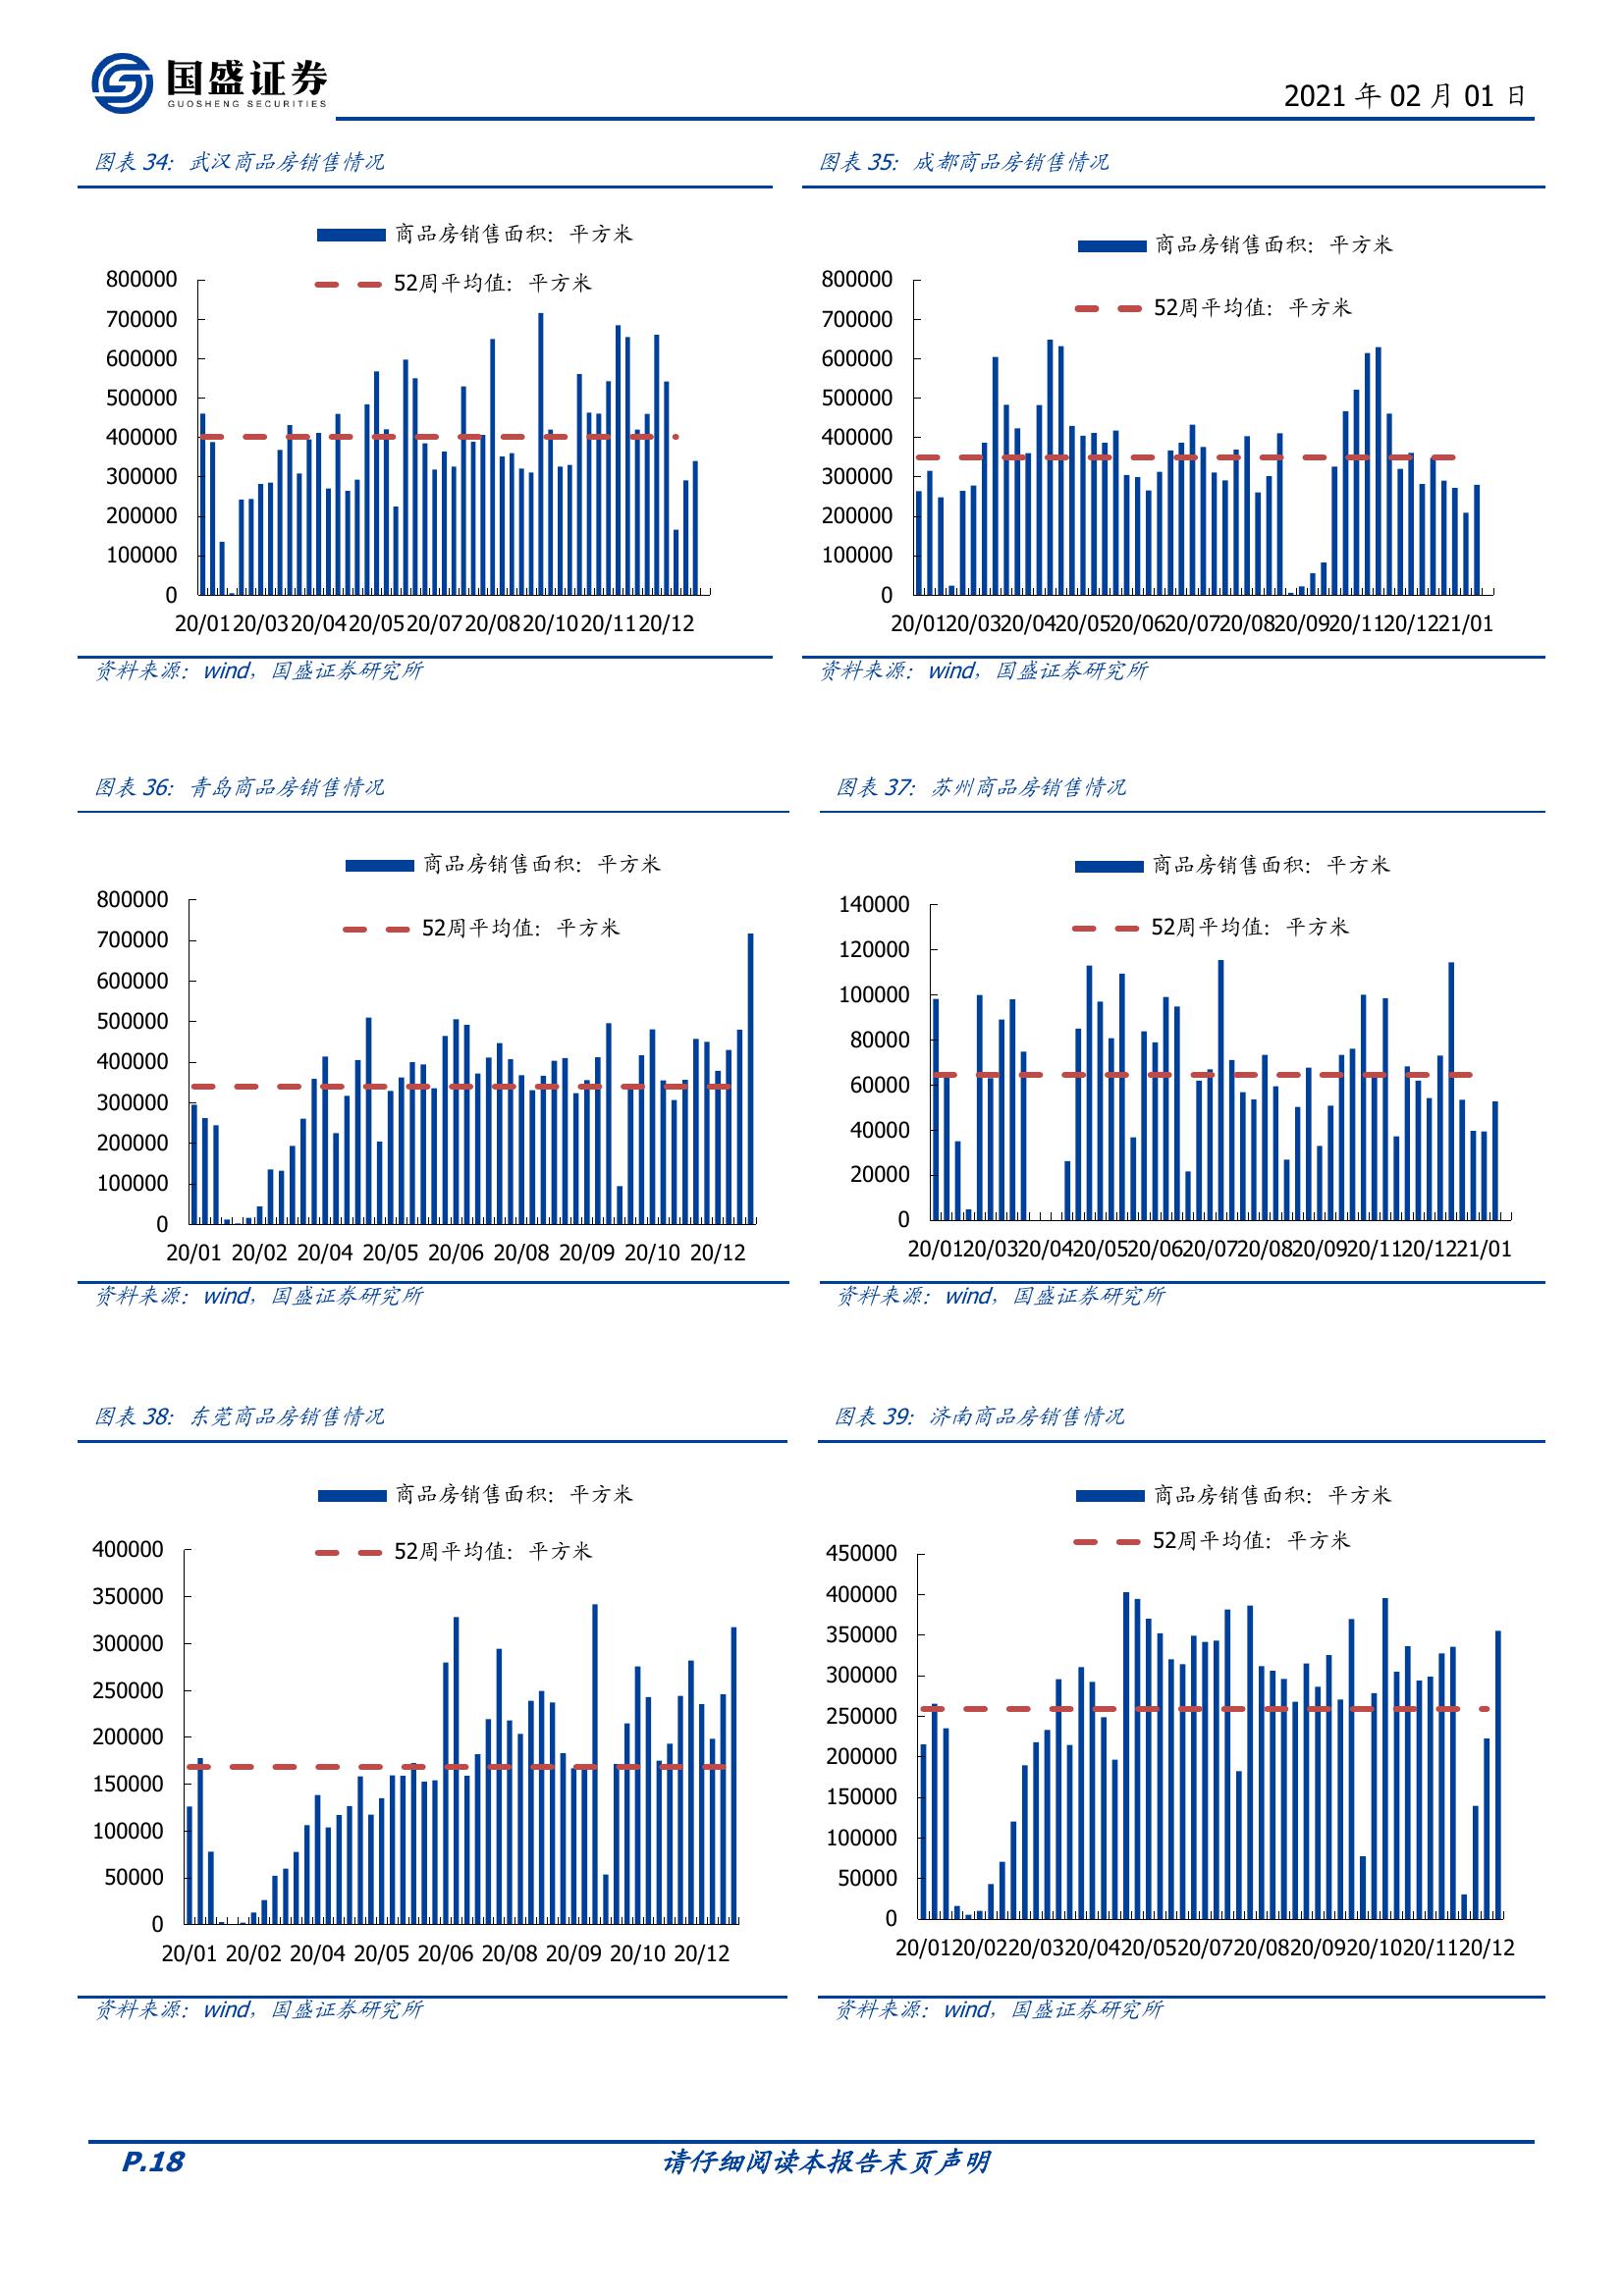 国盛证券
GUOSHENG SECURITIES
2021 年 02 月 01 日
图表 34: 武汉商品房销售情况
商品房销售面积：平方米
52周平均值：平方米
800000
700000
600000
500000
400000
300000
200000
100000
0
20/01 20/03 20/04 20/05 20/07 20/08 20/10 20/11 20/12
资料来源：wind，国盛证券研究所
图表 35: 成都商品房销售情况
商品房销售面积：平方米
52周平均值：平方米
800000
700000
600000
500000
400000
300000
200000
100000
0
20/01 20/03 20/04 20/05 20/06 20/07 20/08 20/09 20/11 20/12 21/01
资料来源：wind，国盛证券研究所
图表 36: 青岛商品房销售情况
商品房销售面积：平方米
52周平均值：平方米
800000
700000
600000
500000
400000
300000
200000
100000
0
20/01 20/02 20/04 20/05 20/06 20/08 20/09 20/10 20/12
资料来源：wind，国盛证券研究所
图表 37: 苏州商品房销售情况
商品房销售面积：平方米
52周平均值：平方米
140000
120000
100000
80000
60000
40000
20000
0
20/01 20/03 20/04 20/05 20/06 20/07 20/08 20/09 20/11 20/12 21/01
资料来源：wind，国盛证券研究所
图表 38: 东莞商品房销售情况
商品房销售面积：平方米
52周平均值：平方米
400000
350000
300000
250000
200000
150000
100000
50000
0
20/01 20/02 20/04 20/05 20/06 20/08 20/09 20/10 20/12
资料来源：wind，国盛证券研究所
图表 39: 济南商品房销售情况
商品房销售面积：平方米
52周平均值：平方米
450000
400000
350000
300000
250000
200000
150000
100000
50000
0
20/01 20/02 20/03 20/04 20/05 20/07 20/08 20/09 20/10 20/11 20/12
资料来源：wind，国盛证券研究所
P.18
请仔细阅读本报告末页声明